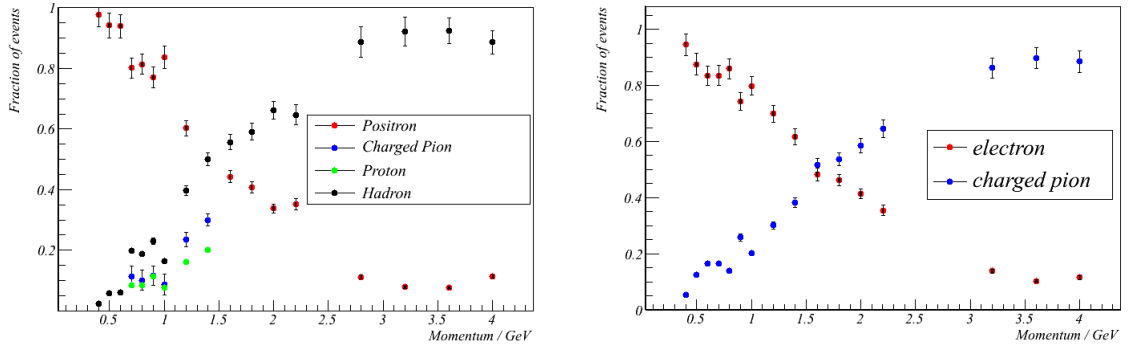 Fraction of events
1
0.8
0.6
0.4
0.2
0.5
1
1.5
2
2.5
3
3.5
4
Momentum / GeV
Positron
Charged Pion
Proton
Hadron
Fraction of events
1
0.8
0.6
0.4
0.2
0
0.5
1
1.5
2
2.5
3
3.5
4
Momentum / GeV
electron
charged pion